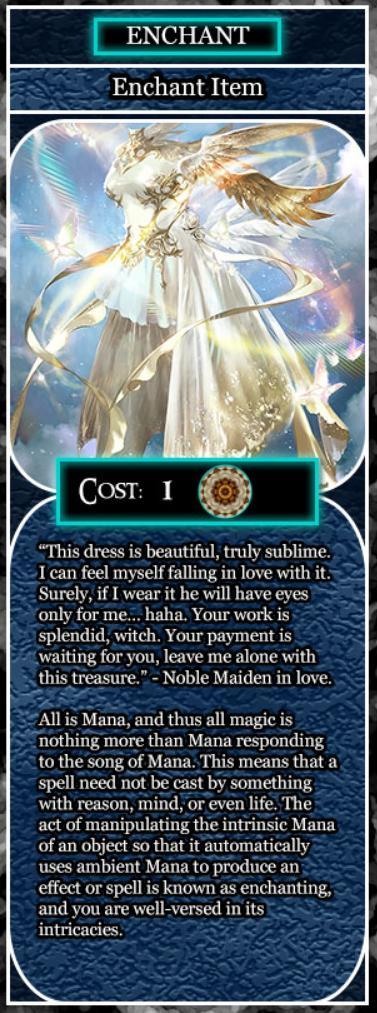 ENCHANT
Enchant Item
COST: 1
"This dress is beautiful, truly sublime.
I can feel myself falling in love with it.
Surely, if I wear it he will have eyes
only for me... haha. Your work is
splendid, witch. Your payment is
waiting for you, leave me alone with
this treasure." - Noble Maiden in love.
All is Mana, and thus all magic is
nothing more than Mana responding
to the song of Mana. This means that a
spell need not be cast by something
with reason, mind, or even life. The
act of manipulating the intrinsic Mana
of an object so that it automatically
uses ambient Mana to produce an
effect or spell is known as enchanting,
and you are well-versed in its
intricacies.